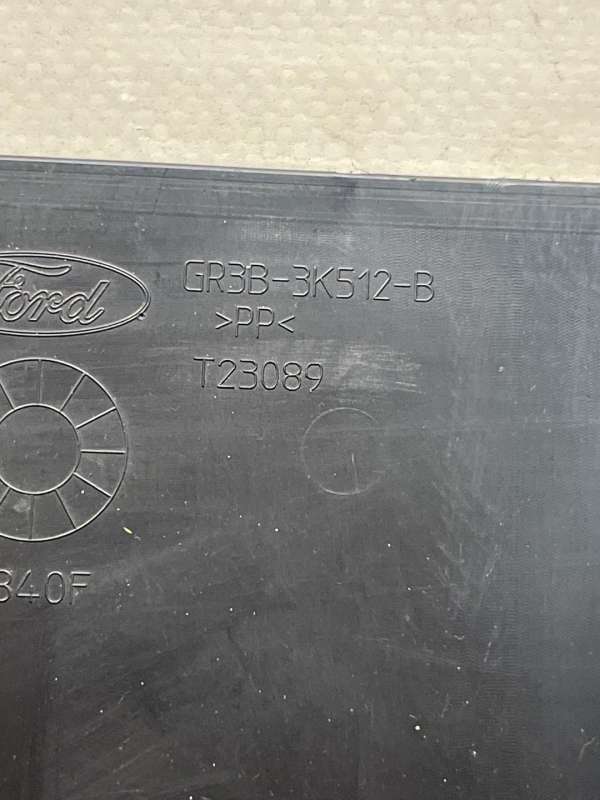 Ford
GR3B-3K512-B
>PP<
T23089
340F